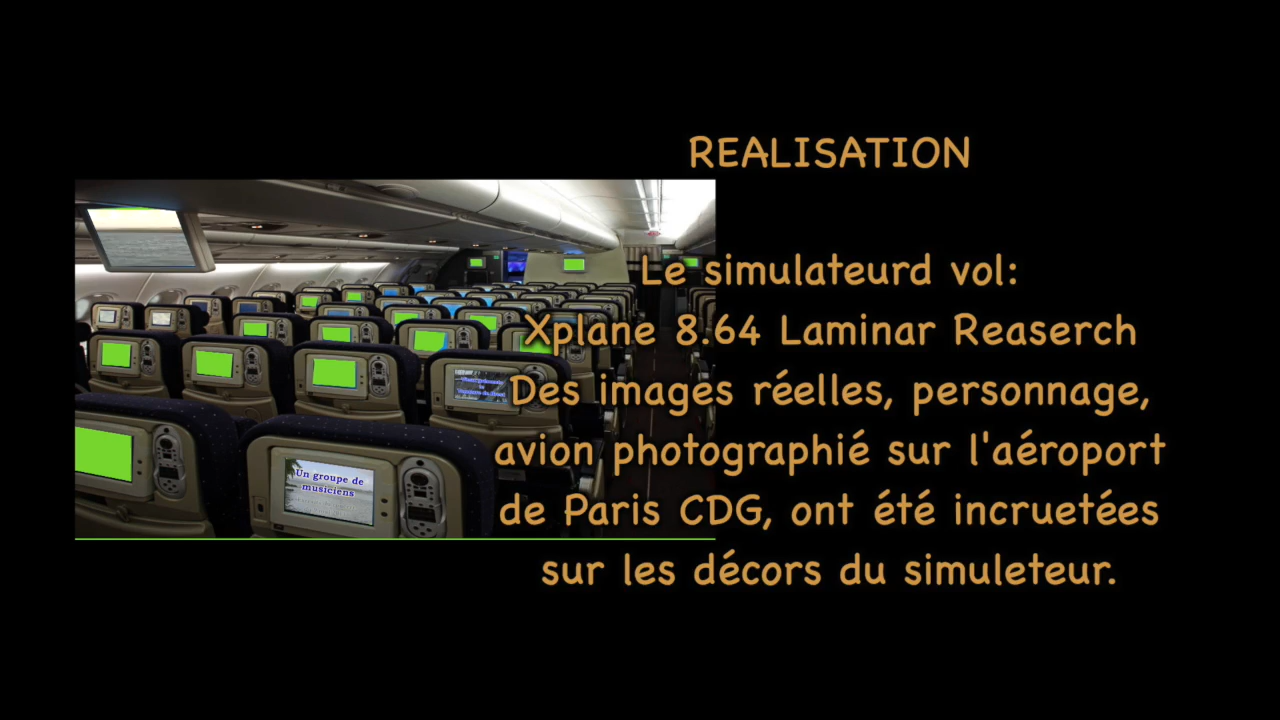 REALISATION
Le simulateurd vol:
Xplane 8.64 Laminar Reaserch
Des images réelles, personnage,
avion photographié sur l'aéroport
de Paris CDG, ont été incruetées
sur les décors du simuleteur.
Un groupe de
musiciens